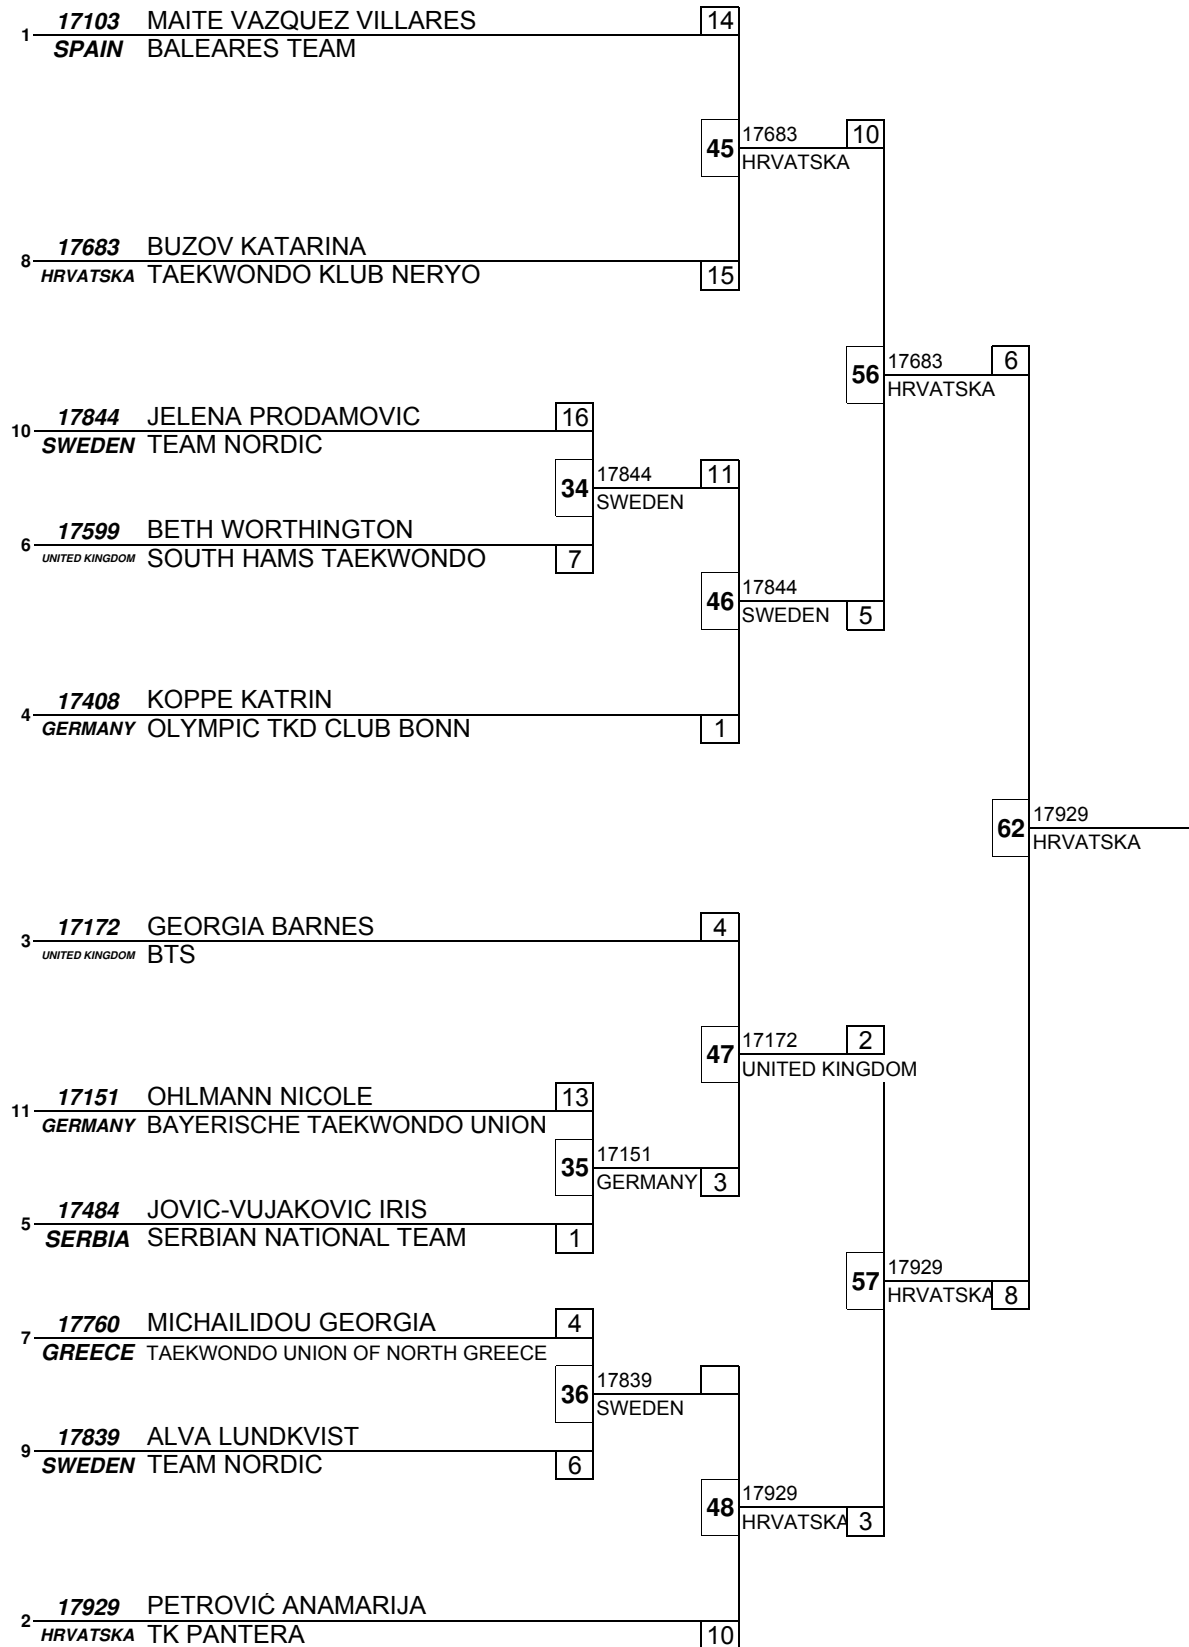 17103 MAITE VAZQUEZ VILLARES 14
1
SPAIN BALEARES TEAM
17683 10
45
HRVATSKA
17683 BUZOV KATARINA
8
HRVATSKA TAEKWONDO KLUB NERYO 15
17683 6
56
HRVATSKA
17844 JELENA PRODAMOVIC 16
10
SWEDEN TEAM NORDIC
17844 11
34
SWEDEN
17599 BETH WORTHINGTON
6
UNITED KINGDOM SOUTH HAMS TAEKWONDO 7
17844
46
SWEDEN 5
17408 KOPPE KATRIN
4
GERMANY OLYMPIC TKD CLUB BONN 1
17929
62
HRVATSKA
17172 GEORGIA BARNES 4
3
UNITED KINGDOM BTS
17172 2
47
UNITED KINGDOM
17151 OHLMANN NICOLE 13
11
GERMANY BAYERISCHE TAEKWONDO UNION
17151
35
GERMANY 3
17484 JOVIC-VUJAKOVIC IRIS
5
SERBIA SERBIAN NATIONAL TEAM 1
17929
57
HRVATSKA 8
17760 MICHAILIDOU GEORGIA 4
7
GREECE TAEKWONDO UNION OF NORTH GREECE
17839
36
SWEDEN
17839 ALVA LUNDKVIST
9
SWEDEN TEAM NORDIC 6
17929
48
HRVATSKA 3
17929 PETROVIĆ ANAMARIJA
2
HRVATSKA TK PANTERA 10